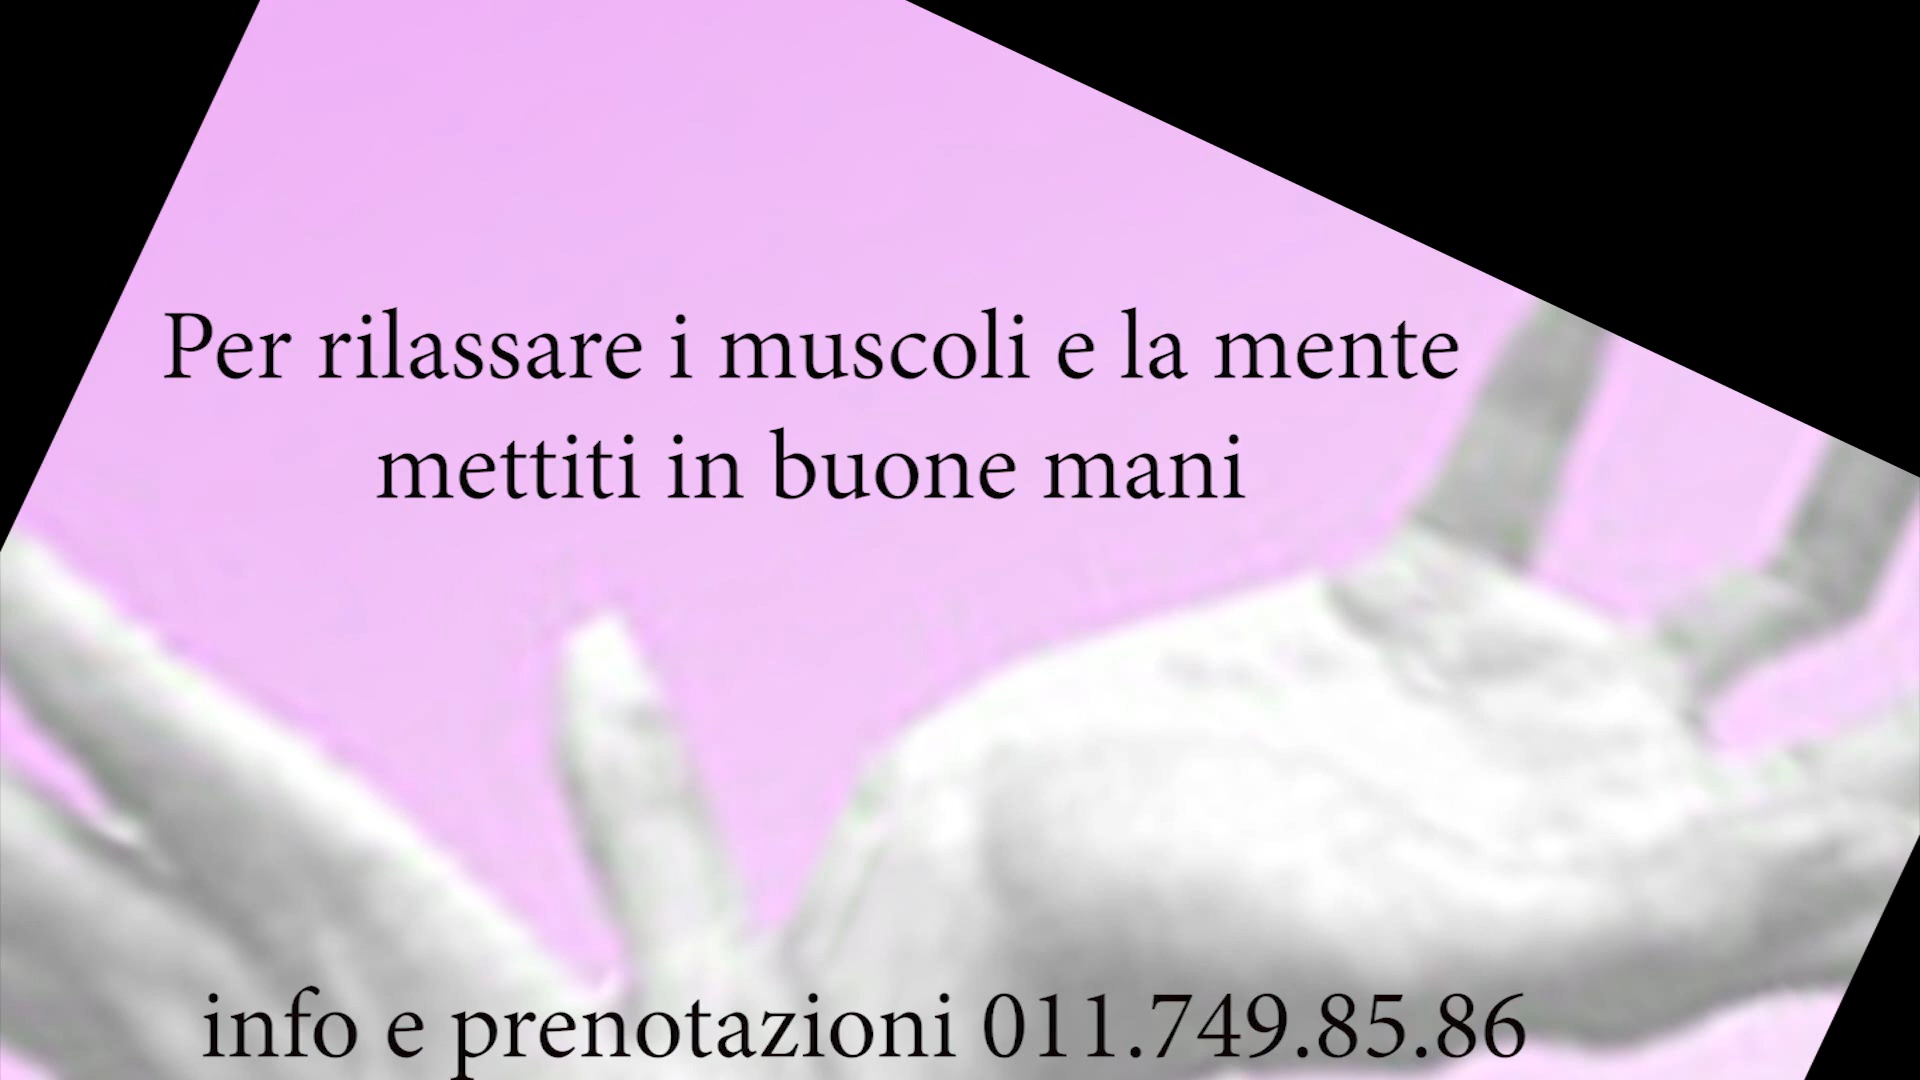 Per rilassare i muscoli e la mente
mettiti in buone mani
info e prenotazioni 011.749.85.86